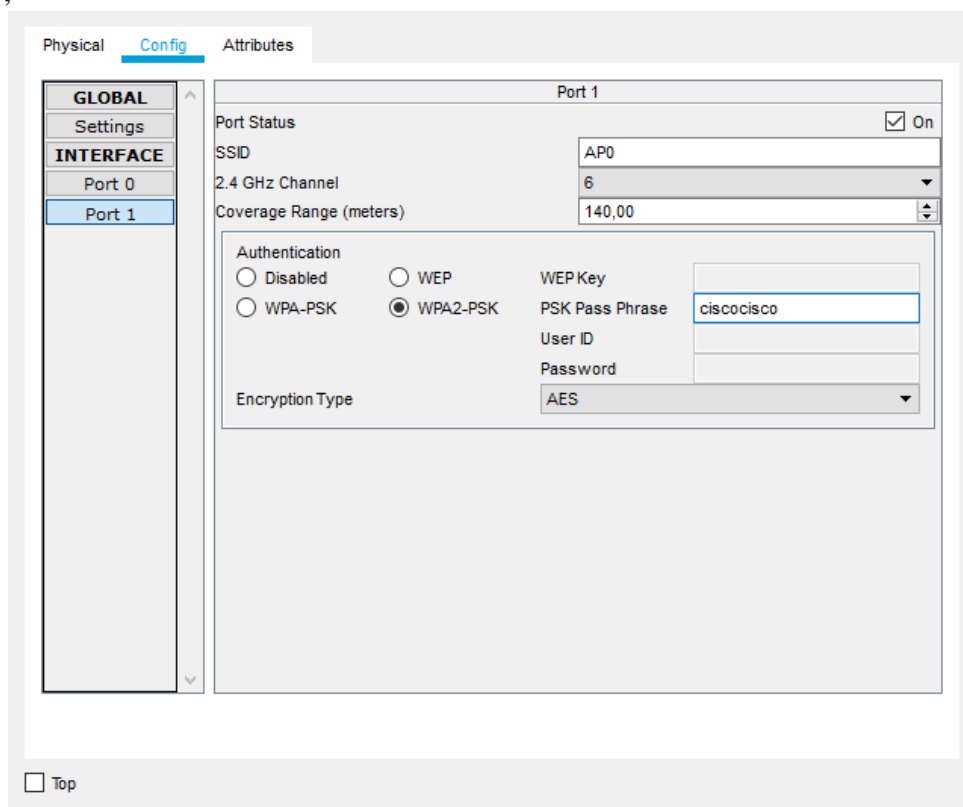 ,
Physical Config Attributes
GLOBAL
Settings
INTERFACE
Port 0
Port 1
Port 1
Port Status On
SSID AP0
2.4 GHz Channel 6
Coverage Range (meters) 140,00
Authentication
Disabled WEP WEP Key
WPA-PSK WPA2-PSK PSK Pass Phrase ciscocisco
User ID
Password
Encryption Type AES
Top